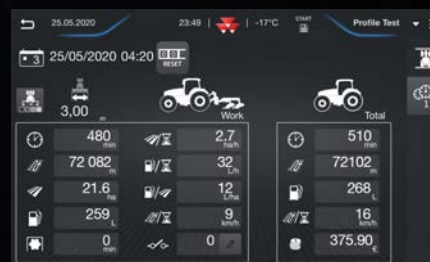 25.05.2020 23:49 | | -17°C START Profile Test
3 25/05/2020 04:20 RESET
3,00 m Work Total
480 min 2,7 ha/h 510 min
72 082 m 32 L/h 72102 m
21.6 ha 12 L/ha 268 L
259 L 9 km/h 16 km/h
0 min 0 375.90 €
1